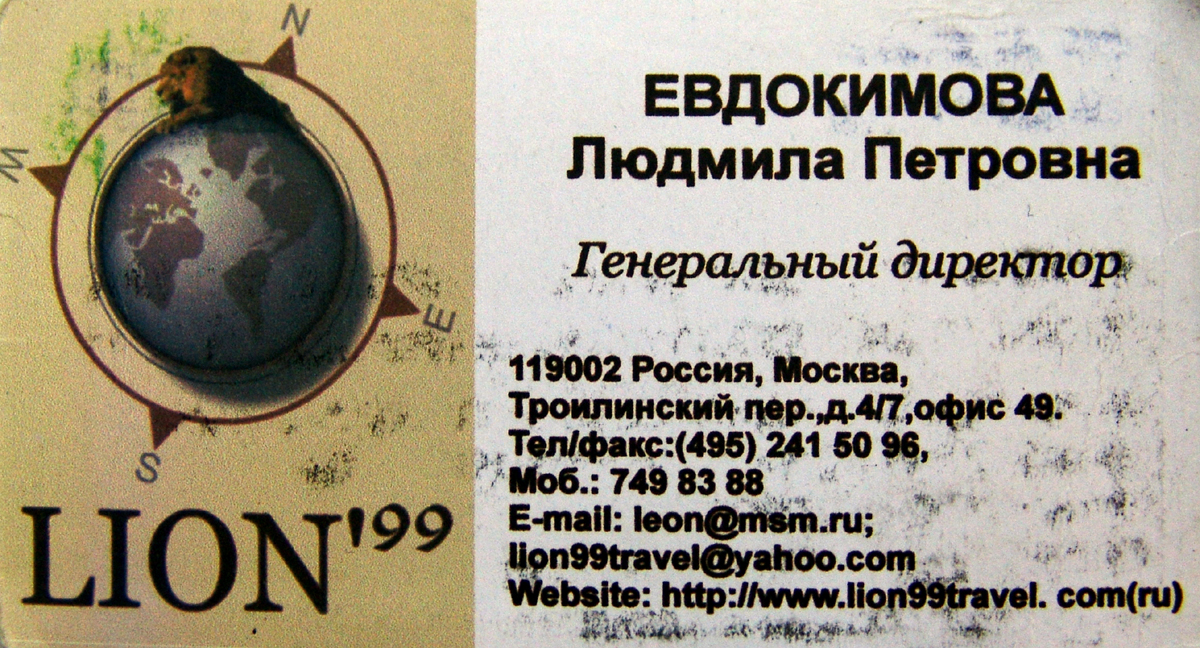 N
W
E
S
LION'99
ЕВДОКИМОВА
Людмила Петровна
Генеральный директор
119002 Россия, Москва,
Троилинский пер.,д.4/7,офис 49.
Тел/факс:(495) 241 50 96,
Моб.: 749 83 88
E-mail: leon@msm.ru;
lion99travel@yahoo.com
Website: http://www.lion99travel. com(ru)